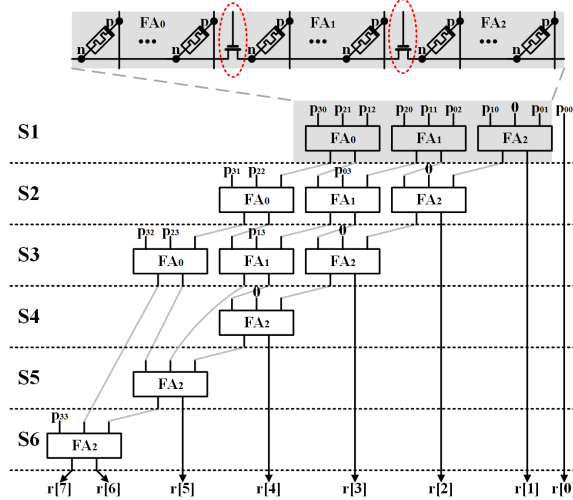 p p p p p p
FA0 FA1 FA2
••• ••• •••
n n n n n n
p30 p21 p12 p20 p11 p02 p10 0 p01 p00
S1
FA0 FA1 FA2
p31 p22 p03 0
S2
FA0 FA1 FA2
p32 p23 p13 0
S3
FA0 FA1 FA2
0
S4
FA2
S5
FA2
p33
S6
FA2
r[7] r[6] r[5] r[4] r[3] r[2] r[1] r[0